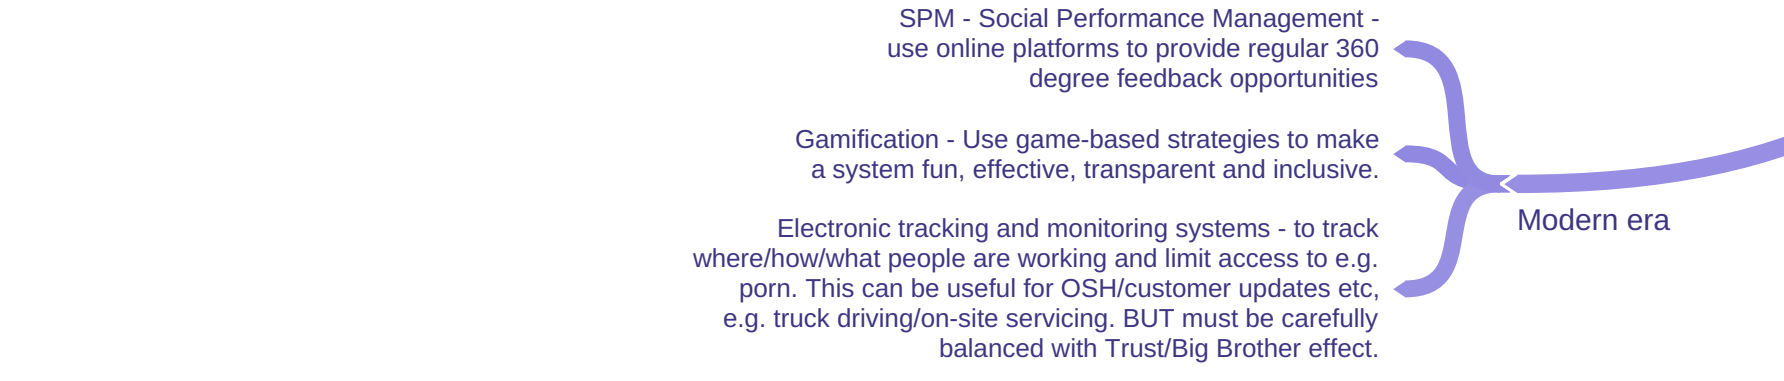 SPM - Social Performance Management -
use online platforms to provide regular 360
degree feedback opportunities
Gamification - Use game-based strategies to make
a system fun, effective, transparent and inclusive.
Electronic tracking and monitoring systems - to track
where/how/what people are working and limit access to e.g.
porn. This can be useful for OSH/customer updates etc,
e.g. truck driving/on-site servicing. BUT must be carefully
balanced with Trust/Big Brother effect.
Modern era